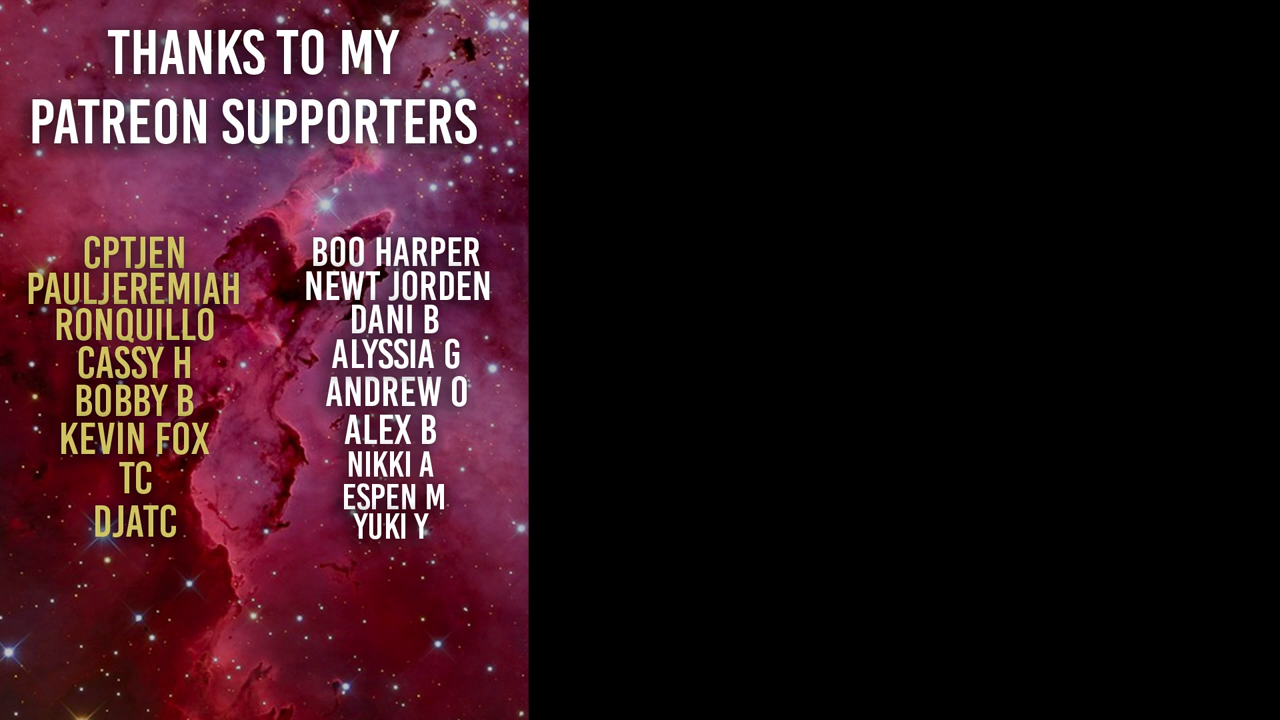 THANKS TO MY
PATREON SUPPORTERS
CPTJEN
PAULJEREMIAH
RONQUILLO
CASSY H
BOBBY B
KEVIN FOX
TC
DJATC
BOO HARPER
NEWT JORDEN
DANI B
ALYSSIA G
ANDREW O
ALEX B
NIKKI A
ESPEN M
YUKI Y